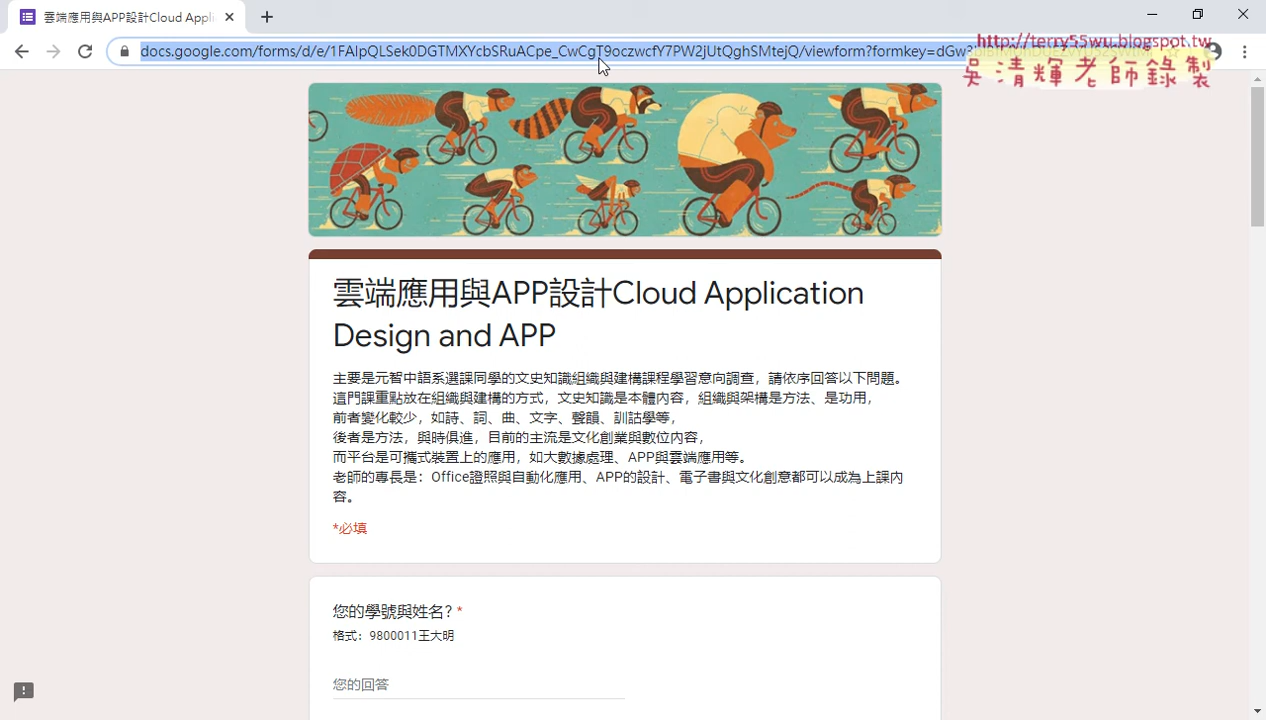 雲端應用與APP設計Cloud Appli
docs.google.com/forms/d/e/1FAIpQLSek0DGTMXYcbSRuACpe_CwCgT9oczwcfY7PW2jUtQghSMtejQ/viewform?formkey=dGw
http://terry55wu.blogspot.tw
吳清輝老師錄製
雲端應用與APP設計Cloud Application
Design and APP
主要是元智中語系選課同學的文史知識組織與建構課程學習意向調查，請依序回答以下問題。
這門課重點放在組織與建構的方式，文史知識是本體內容，組織與架構是方法、是功用，
前者變化較少，如詩、詞、曲、文字、聲韻、訓詁學等，
後者是方法，與時俱進，目前的主流是文化創業與數位內容，
而平台是可攜式裝置上的應用，如大數據處理、APP與雲端應用等。
老師的專長是：Office證照與自動化應用、APP的設計、電子書與文化創意都可以成為上課內
容。
*必填
您的學號與姓名? *
格式：9800011王大明
您的回答